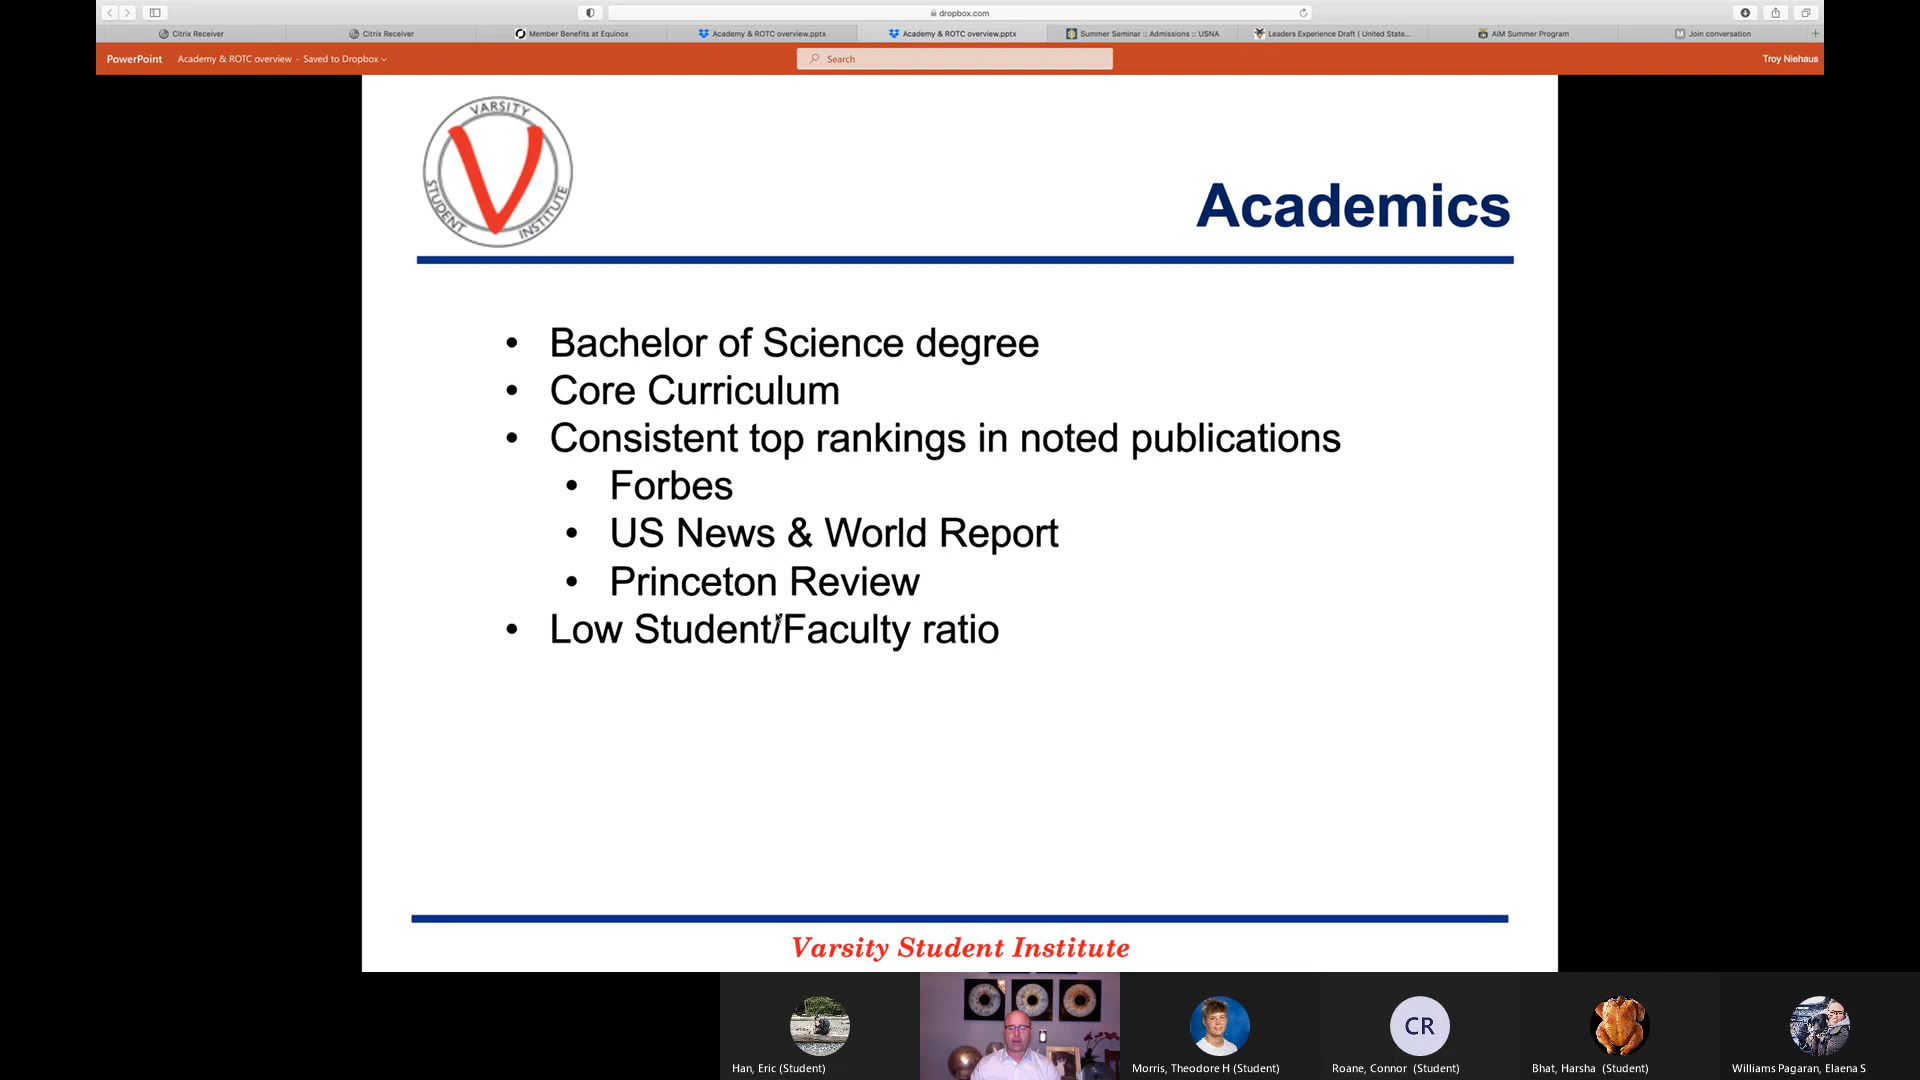 dropbox.com
Citrix Receiver
Citrix Receiver
Member Benefits at Equinox
Academy & ROTC overview.pptx
Academy & ROTC overview.pptx
Summer Seminar :: Admissions :: USNA
Leaders Experience Draft | United State...
AIM Summer Program
M Join conversation
PowerPoint
Academy & ROTC overview - Saved to Dropbox
Search
Troy Niehaus
VARSITY
V
STUDENT INSTITUTE
Academics
• Bachelor of Science degree
• Core Curriculum
• Consistent top rankings in noted publications
• Forbes
• US News & World Report
• Princeton Review
• Low Student/Faculty ratio
Varsity Student Institute
CR
Han, Eric (Student)
Morris, Theodore H (Student)
Roane, Connor (Student)
Bhat, Harsha (Student)
Williams Pagaran, Elaena S